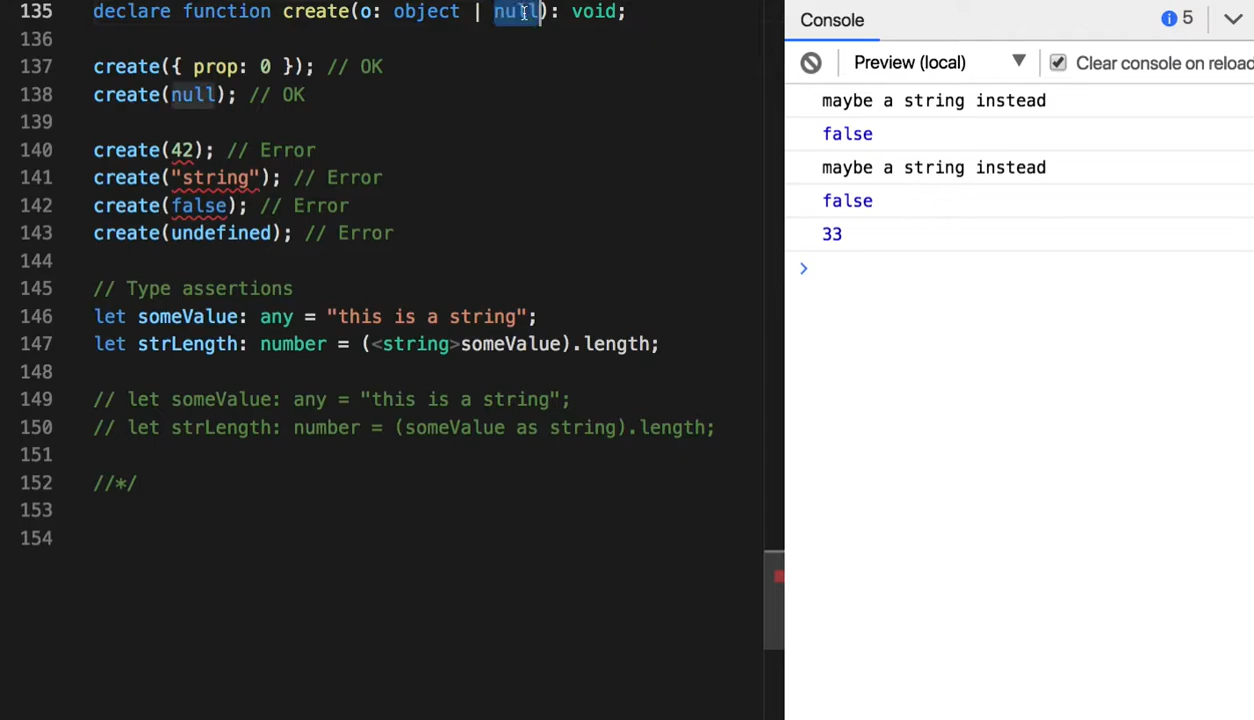 135 declare function create(o: object | null): void;
136
137 create({ prop: 0 }); // OK
138 create(null); // OK
139
140 create(42); // Error
141 create("string"); // Error
142 create(false); // Error
143 create(undefined); // Error
144
145 // Type assertions
146 let someValue: any = "this is a string";
147 let strLength: number = (<string>someValue).length;
148
149 // let someValue: any = "this is a string";
150 // let strLength: number = (someValue as string).length;
151
152 //*/
153
154
Console
5
Preview (local) ▼
Clear console on reload
maybe a string instead
false
maybe a string instead
false
33
>